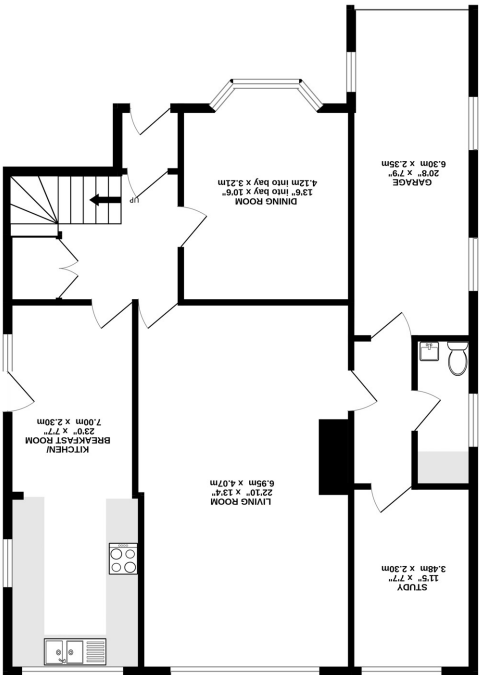 STUDY
11'5" x 7'7"
3.48m x 2.30m
LIVING ROOM
22'10" x 13'4"
6.95m x 4.07m
KITCHEN/
BREAKFAST ROOM
23'0" x 7'7"
7.00m x 2.30m
DINING ROOM
13'6" into bay x 10'6"
4.12m into bay x 3.21m
GARAGE
20'8" x 7'9"
6.30m x 2.35m
UP